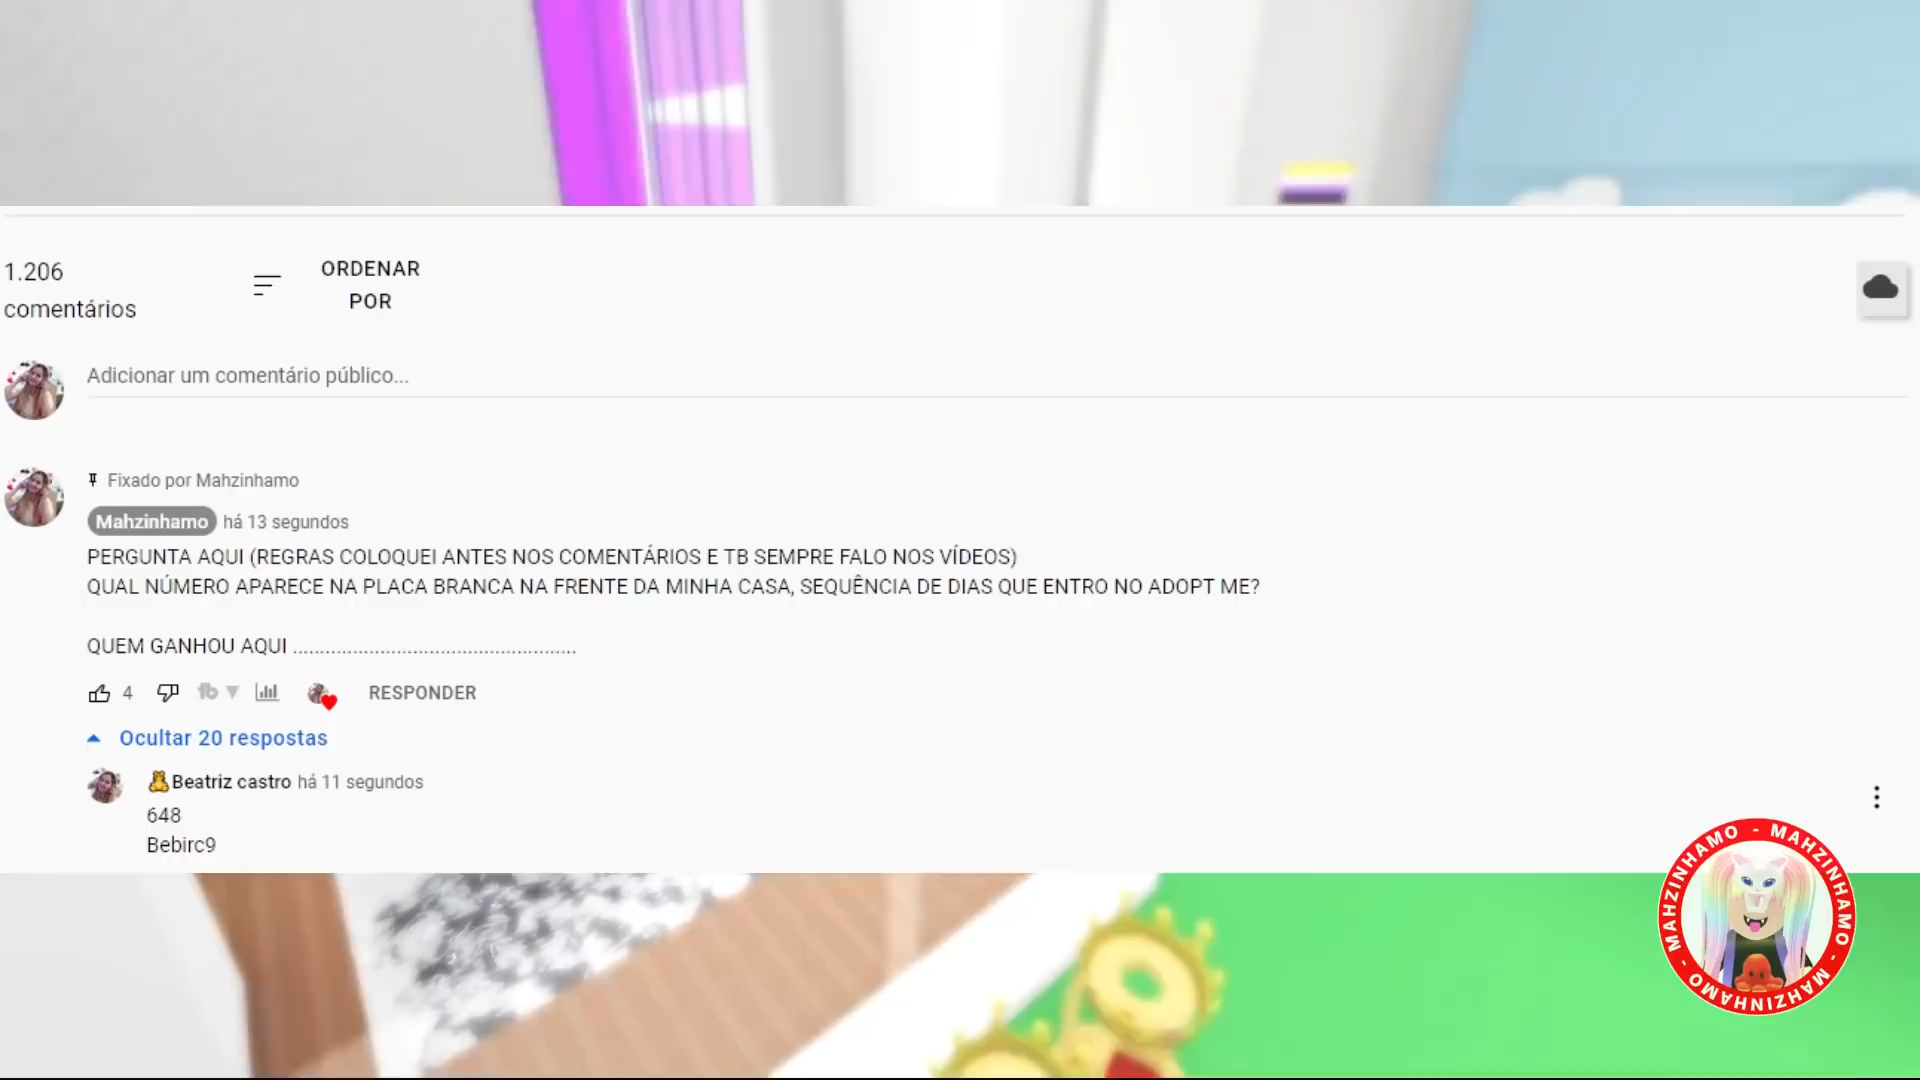 1.206
comentários
ORDENAR
POR
Adicionar um comentário público...
Fixado por Mahzinhamo
Mahzinhamo há 13 segundos
PERGUNTA AQUI (REGRAS COLOQUEI ANTES NOS COMENTÁRIOS E TB SEMPRE FALO NOS VÍDEOS)
QUAL NÚMERO APARECE NA PLACA BRANCA NA FRENTE DA MINHA CASA, SEQUÊNCIA DE DIAS QUE ENTRO NO ADOPT ME?
QUEM GANHOU AQUI ....................................................
4 tb RESPONDER
Ocultar 20 respostas
Beatriz castro há 11 segundos
648
Bebirc9
MAHZINHAMO - MAHZINHAMO - MAHZINHAMO -